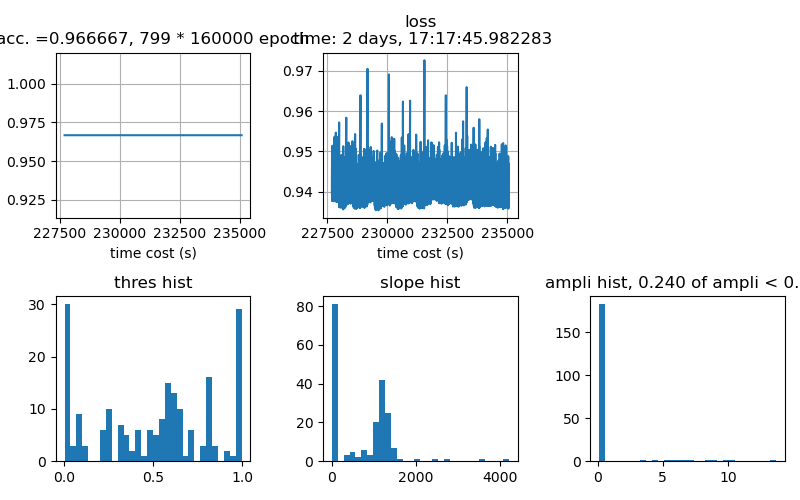 acc. =0.966667, 799 * 160000 epoch
loss
time: 2 days, 17:17:45.982283
1.000
0.975
0.950
0.925
227500 230000 232500 235000
time cost (s)
0.97
0.96
0.95
0.94
227500 230000 232500 235000
time cost (s)
thres hist
30
20
10
0
0.0 0.5 1.0
slope hist
80
60
40
20
0
0 2000 4000
ampli hist, 0.240 of ampli < 0.
150
100
50
0
0 5 10